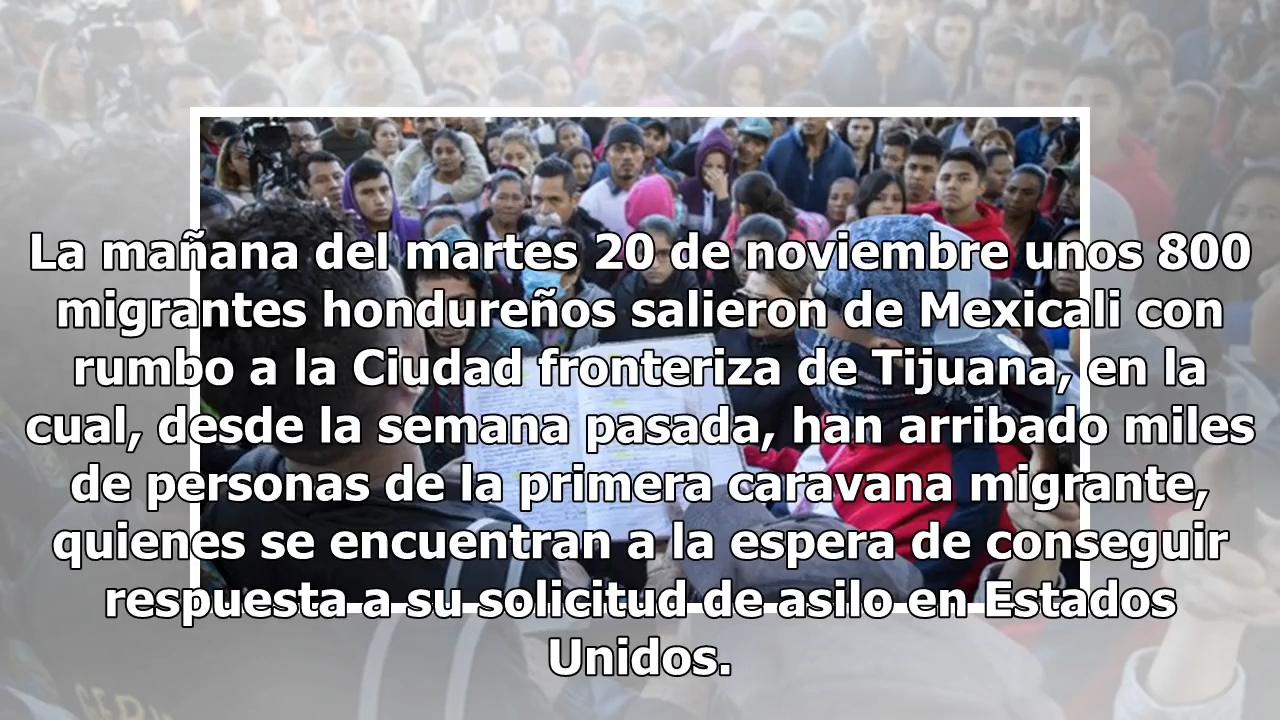 La mañana del martes 20 de noviembre unos 800
migrantes hondureños salieron de Mexicali con
rumbo a la Ciudad fronteriza de Tijuana, en la
cual, desde la semana pasada, han arribado miles
de personas de la primera caravana migrante,
quienes se encuentran a la espera de conseguir
respuesta a su solicitud de asilo en Estados
Unidos.